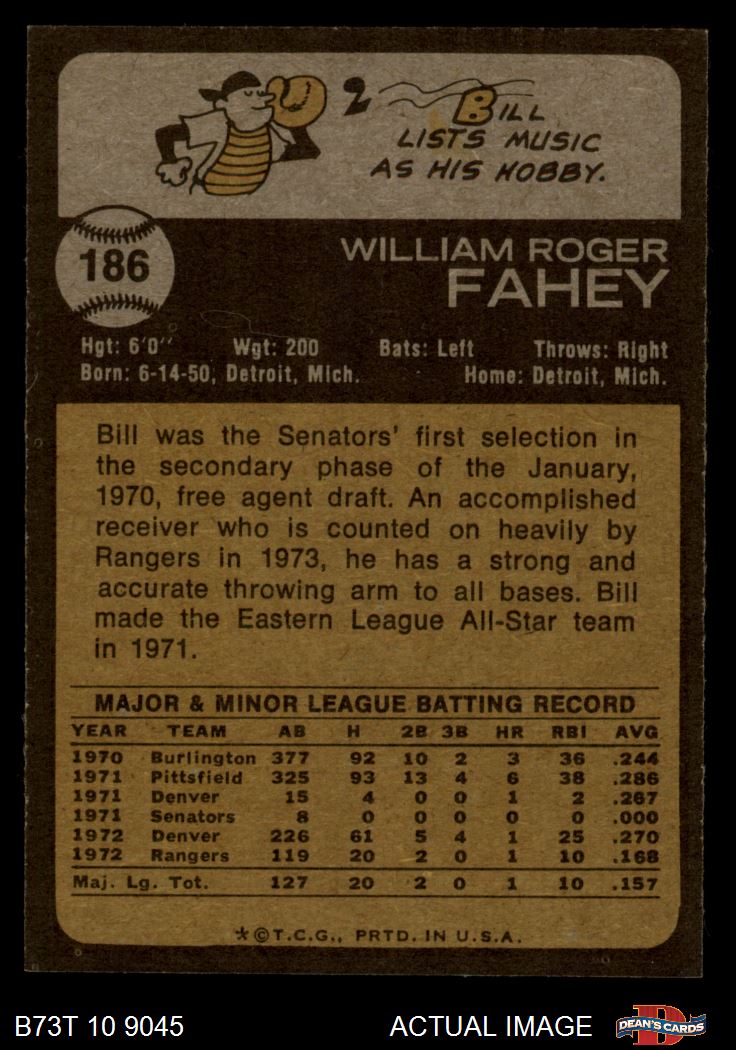 2 BILL
LISTS MUSIC
AS HIS HOBBY.
186
WILLIAM ROGER
FAHEY
Hgt: 6'0" Wgt: 200 Bats: Left Throws: Right
Born: 6-14-50, Detroit, Mich. Home: Detroit, Mich.
Bill was the Senators' first selection in
the secondary phase of the January,
1970, free agent draft. An accomplished
receiver who is counted on heavily by
Rangers in 1973, he has a strong and
accurate throwing arm to all bases. Bill
made the Eastern League All-Star team
in 1971.
MAJOR & MINOR LEAGUE BATTING RECORD
YEAR TEAM AB H 2B 3B HR RBI AVG
1970 Burlington 377 92 10 2 3 36 .244
1971 Pittsfield 325 93 13 4 6 38 .286
1971 Denver 15 4 0 0 1 2 .267
1971 Senators 8 0 0 0 0 0 .000
1972 Denver 226 61 5 4 1 25 .270
1972 Rangers 119 20 2 0 1 10 .168
Maj. Lg. Tot. 127 20 2 0 1 10 .157
*©T.C.G., PRTD. IN U.S.A.
B73T 10 9045 ACTUAL IMAGE D DEAN'S CARDS